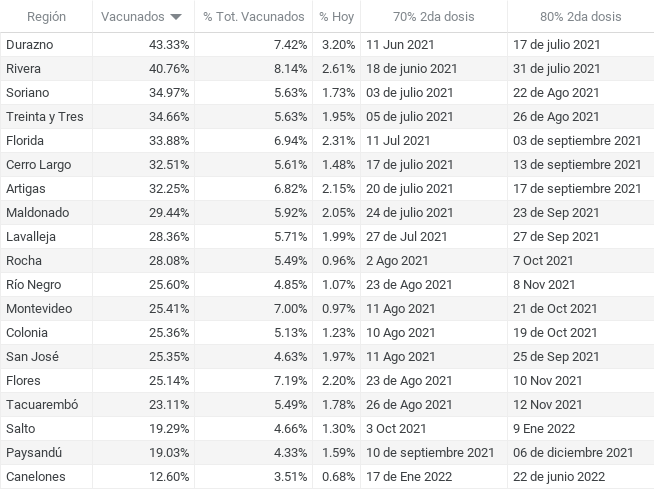 Región Vacunados % Tot. Vacunados % Hoy 70% 2da dosis 80% 2da dosis
Durazno 43.33% 7.42% 3.20% 11 Jun 2021 17 de julio 2021
Rivera 40.76% 8.14% 2.61% 18 de junio 2021 31 de julio 2021
Soriano 34.97% 5.63% 1.73% 03 de julio 2021 22 de Ago 2021
Treinta y Tres 34.66% 5.63% 1.95% 05 de julio 2021 26 de Ago 2021
Florida 33.88% 6.94% 2.31% 11 Jul 2021 03 de septiembre 2021
Cerro Largo 32.51% 5.61% 1.48% 17 de julio 2021 13 de septiembre 2021
Artigas 32.25% 6.82% 2.15% 20 de julio 2021 17 de septiembre 2021
Maldonado 29.44% 5.92% 2.05% 24 de julio 2021 23 de Sep 2021
Lavalleja 28.36% 5.71% 1.99% 27 de Jul 2021 27 de Sep 2021
Rocha 28.08% 5.49% 0.96% 2 Ago 2021 7 Oct 2021
Río Negro 25.60% 4.85% 1.07% 23 de Ago 2021 8 Nov 2021
Montevideo 25.41% 7.00% 0.97% 11 Ago 2021 21 de Oct 2021
Colonia 25.36% 5.13% 1.23% 10 Ago 2021 19 de Oct 2021
San José 25.35% 4.63% 1.97% 11 Ago 2021 25 de Sep 2021
Flores 25.14% 7.19% 2.20% 23 de Ago 2021 10 Nov 2021
Tacuarembó 23.11% 5.49% 1.78% 26 de Ago 2021 12 Nov 2021
Salto 19.29% 4.66% 1.30% 3 Oct 2021 9 Ene 2022
Paysandú 19.03% 4.33% 1.59% 10 de septiembre 2021 06 de diciembre 2021
Canelones 12.60% 3.51% 0.68% 17 de Ene 2022 22 de junio 2022